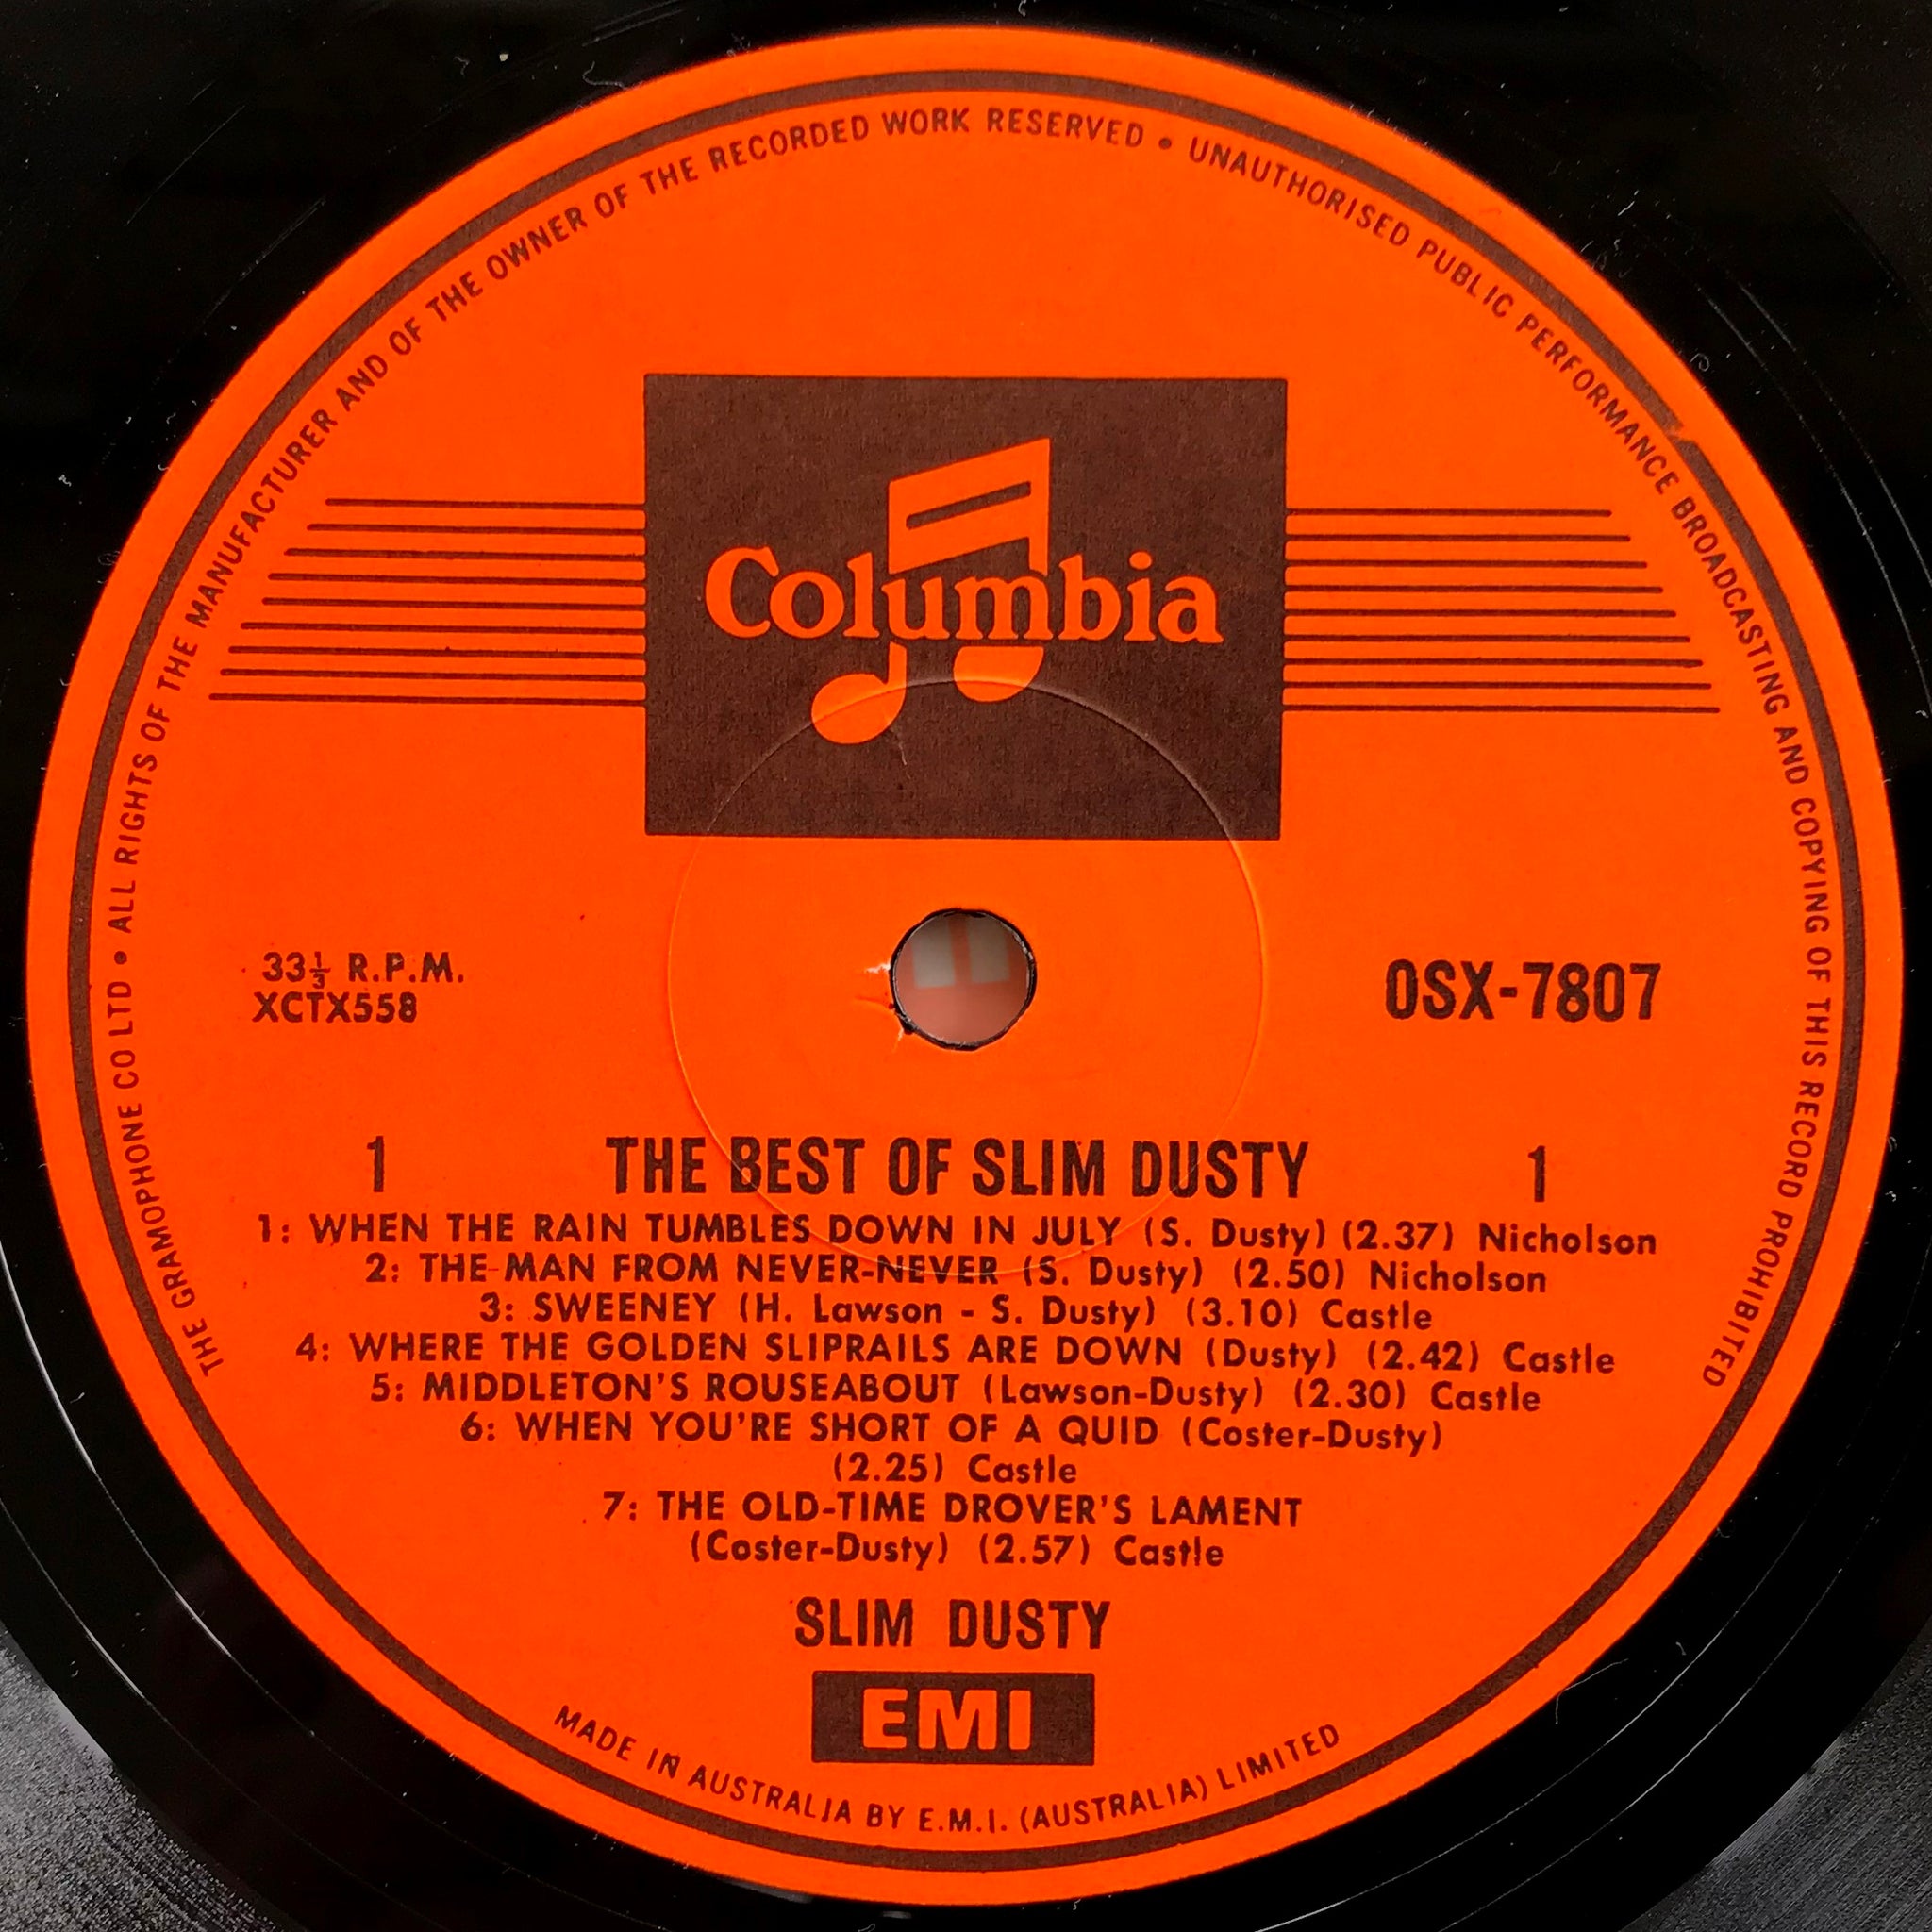 THE GRAMOPHONE CO LTD • ALL RIGHTS OF THE MANUFACTURER AND OF THE OWNER OF THE RECORDED WORK RESERVED • UNAUTHORISED PUBLIC PERFORMANCE BROADCASTING AND COPYING OF THIS RECORD PROHIBITED
Columbia
33⅓ R.P.M.
XCTX558
OSX-7807
1 THE BEST OF SLIM DUSTY 1
1: WHEN THE RAIN TUMBLES DOWN IN JULY (S. Dusty) (2.37) Nicholson
2: THE MAN FROM NEVER-NEVER (S. Dusty) (2.50) Nicholson
3: SWEENEY (H. Lawson - S. Dusty) (3.10) Castle
4: WHERE THE GOLDEN SLIPRAILS ARE DOWN (Dusty) (2.42) Castle
5: MIDDLETON'S ROUSEABOUT (Lawson-Dusty) (2.30) Castle
6: WHEN YOU'RE SHORT OF A QUID (Coster-Dusty)
(2.25) Castle
7: THE OLD-TIME DROVER'S LAMENT
(Coster-Dusty) (2.57) Castle
SLIM DUSTY
EMI
MADE IN AUSTRALIA BY E.M.I. (AUSTRALIA) LIMITED